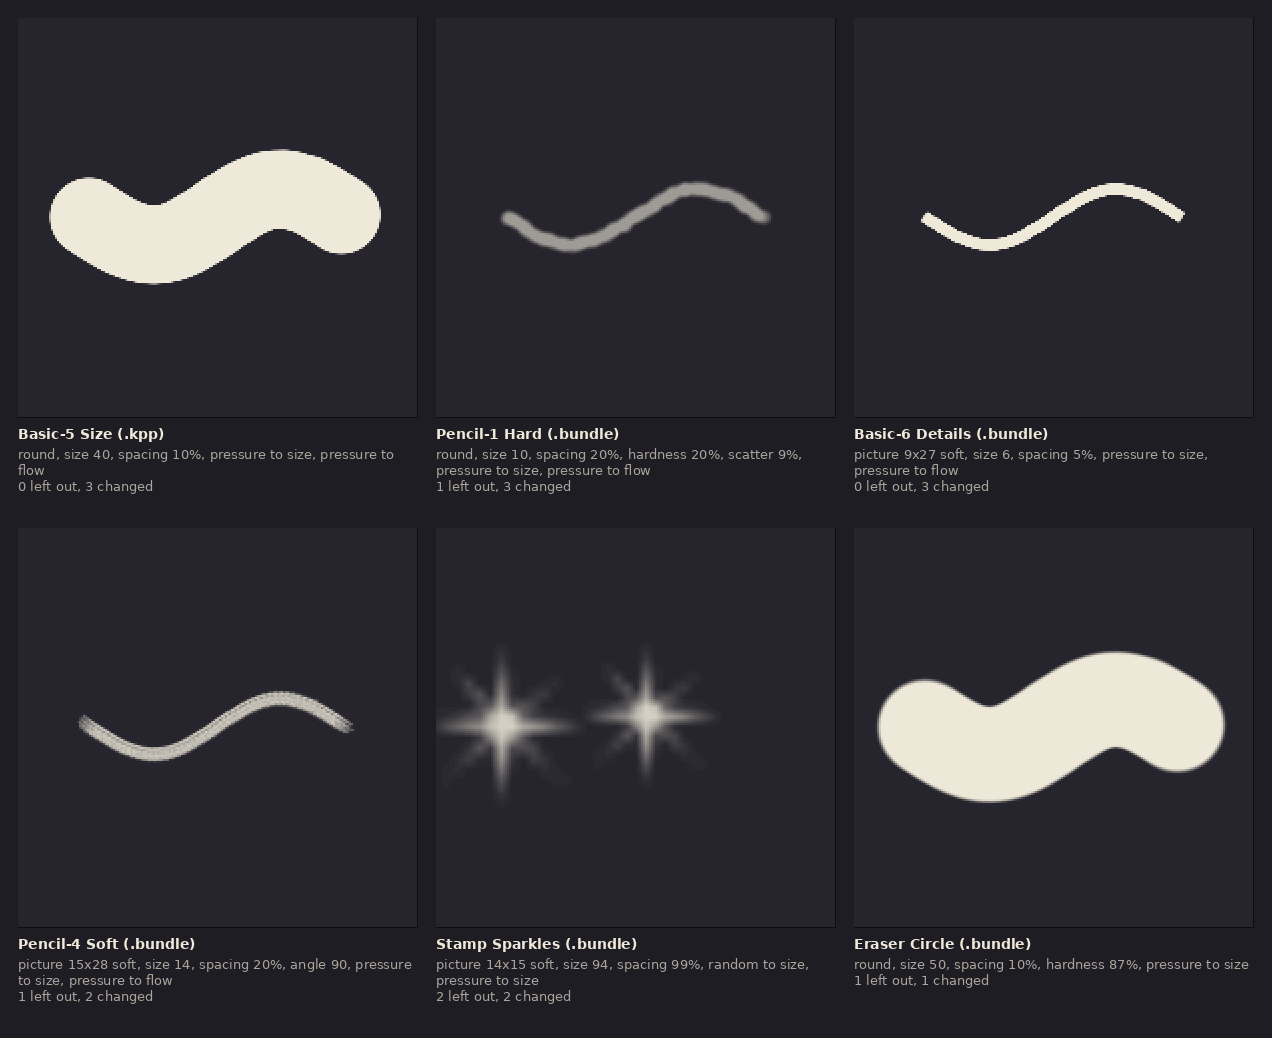 Basic-5 Size (.kpp)
round, size 40, spacing 10%, pressure to size, pressure to
flow
0 left out, 3 changed
Pencil-1 Hard (.bundle)
round, size 10, spacing 20%, hardness 20%, scatter 9%,
pressure to size, pressure to flow
1 left out, 3 changed
Basic-6 Details (.bundle)
picture 9x27 soft, size 6, spacing 5%, pressure to size,
pressure to flow
0 left out, 3 changed
Pencil-4 Soft (.bundle)
picture 15x28 soft, size 14, spacing 20%, angle 90, pressure
to size, pressure to flow
1 left out, 2 changed
Stamp Sparkles (.bundle)
picture 14x15 soft, size 94, spacing 99%, random to size,
pressure to size
2 left out, 2 changed
Eraser Circle (.bundle)
round, size 50, spacing 10%, hardness 87%, pressure to size
1 left out, 1 changed